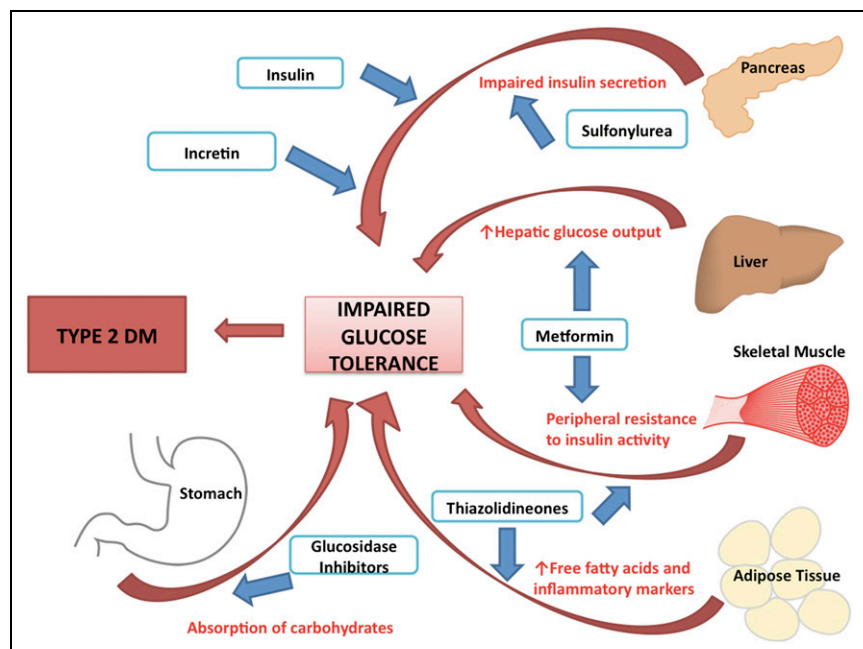 Insulin
Pancreas
Impaired insulin secretion
Sulfonylurea
Incretin
↑Hepatic glucose output
Liver
TYPE 2 DM
IMPAIRED
GLUCOSE
TOLERANCE
Metformin
Skeletal Muscle
Peripheral resistance
to insulin activity
Stomach
Thiazolidineones
Glucosidase
Inhibitors
↑Free fatty acids and
inflammatory markers
Adipose Tissue
Absorption of carbohydrates